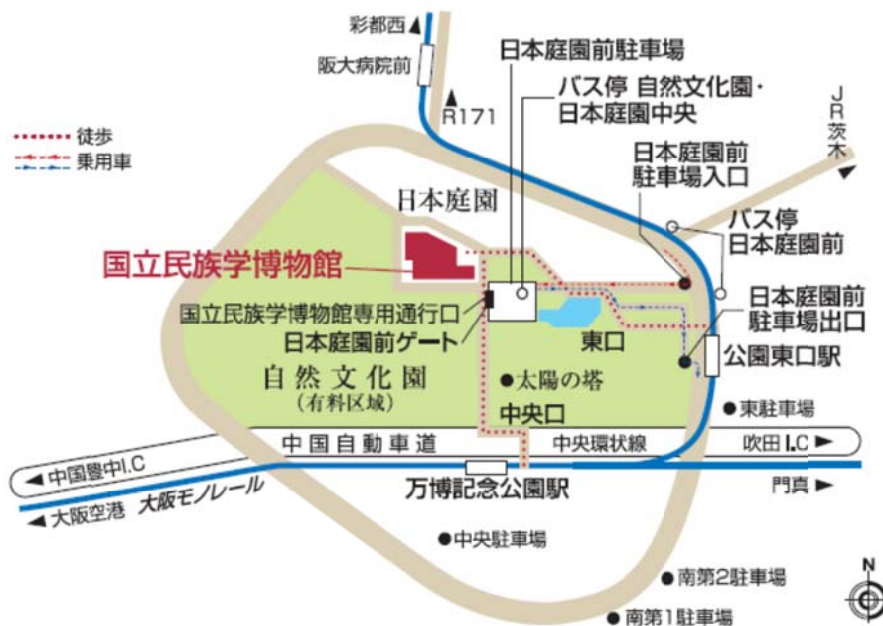 彩都西
阪大病院前
R171
日本庭園前駐車場
バス停 自然文化園・
日本庭園中央
JR茨木
徒歩
乗用車
日本庭園前
駐車場入口
日本庭園
バス停
日本庭園前
国立民族学博物館
国立民族学博物館専用通行口
日本庭園前ゲート
日本庭園前
駐車場出口
東口
公園東口駅
自然文化園
(有料区域)
太陽の塔
中央口
東駐車場
中国自動車道
中央環状線
吹田I.C
中国豊中I.C
大阪空港
大阪モノレール
万博記念公園駅
門真
中央駐車場
南第2駐車場
南第1駐車場
N